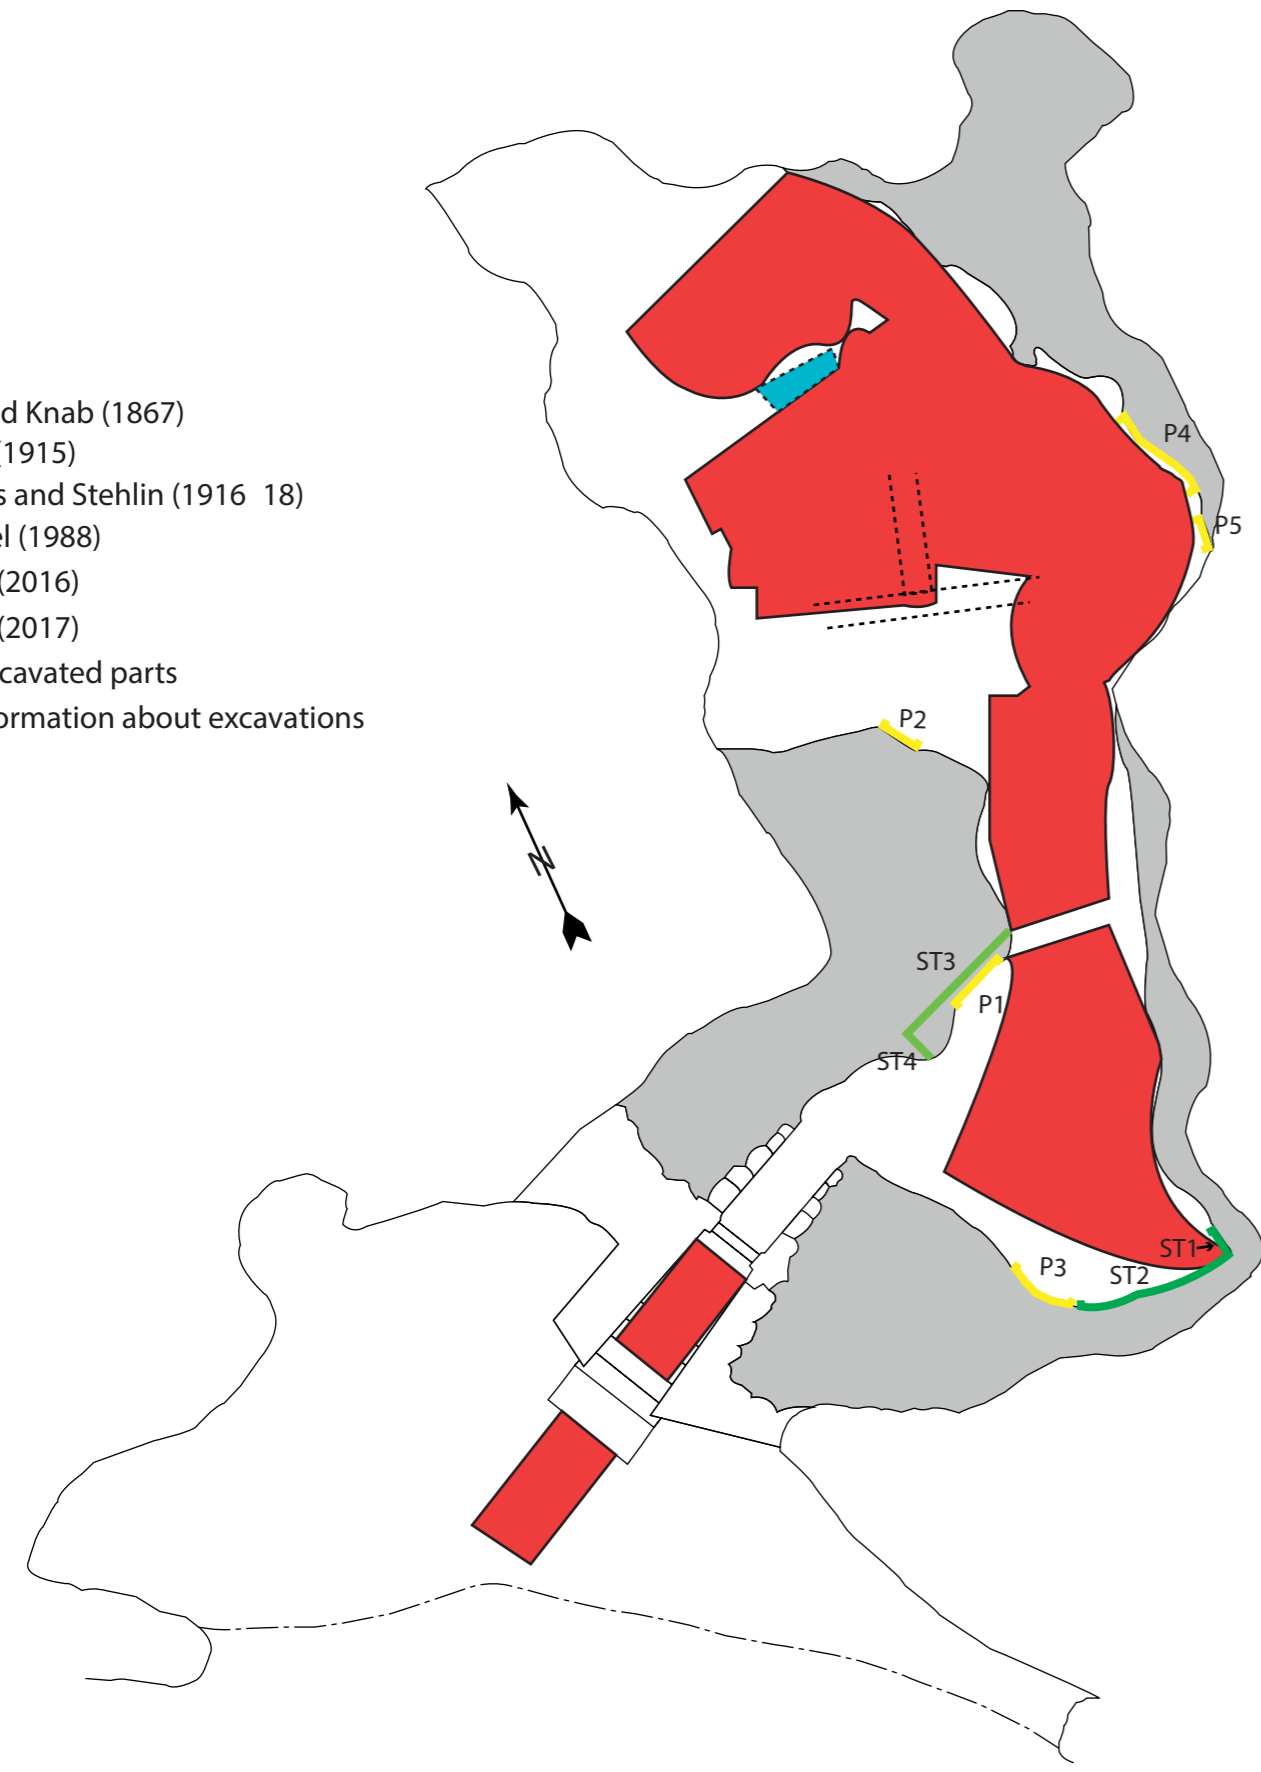 d Knab (1867)
(1915)
s and Stehlin (1916 18)
el (1988)
(2016)
(2017)
cavated parts
formation about excavations
P4
P5
P2
N
ST3
P1
ST4
ST1
P3
ST2